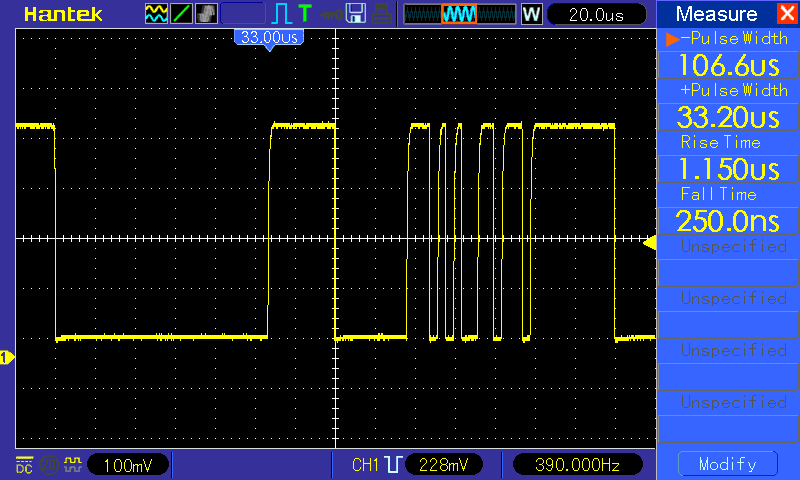 Hantek
T
W
20.0us
Measure
33.00us
-Pulse Width
106.6us
+Pulse Width
33.20us
Rise Time
1.150us
Fall Time
250.0ns
Unspecified
Unspecified
Unspecified
Unspecified
1
DC
100mV
CH1
228mV
390.000Hz
Modify